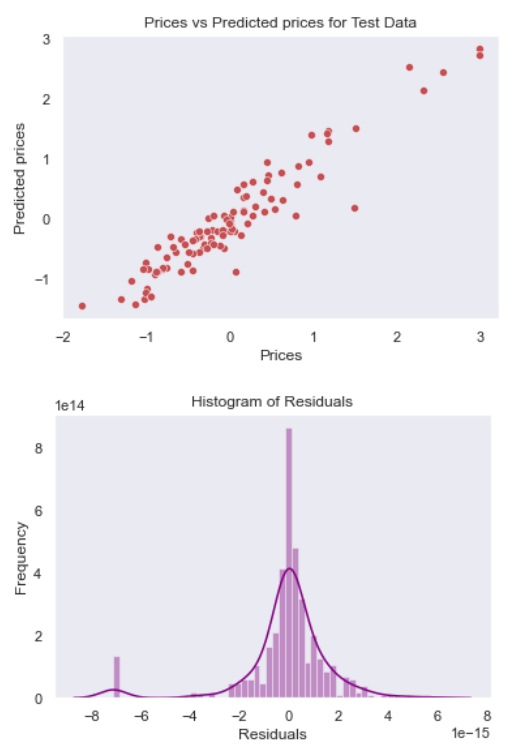 Prices vs Predicted prices for Test Data
3
2
1
0
−1
Predicted prices
−2 −1 0 1 2 3
Prices
Histogram of Residuals
1e14
8
6
4
2
0
Frequency
−8 −6 −4 −2 0 2 4 6 8
1e−15
Residuals